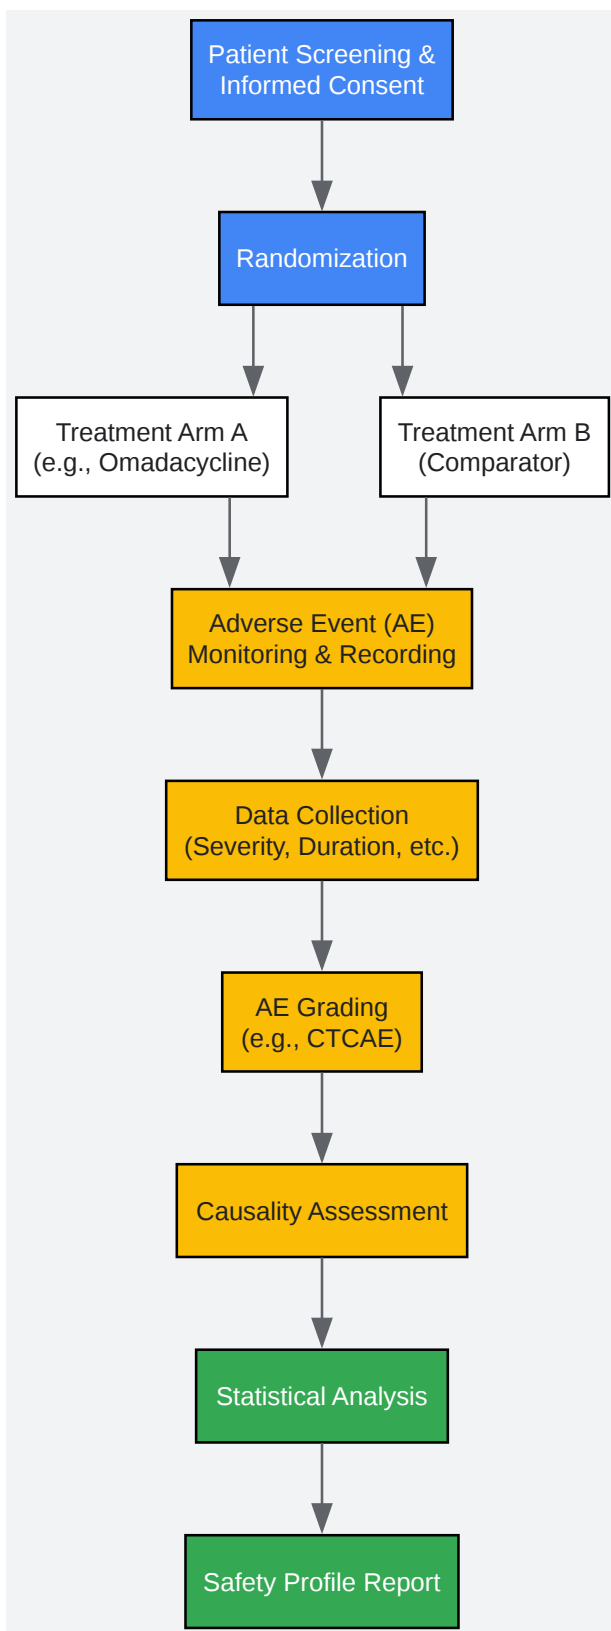 Patient Screening &
Informed Consent
Randomization
Treatment Arm A
(e.g., Omadacycline)
Treatment Arm B
(Comparator)
Adverse Event (AE)
Monitoring & Recording
Data Collection
(Severity, Duration, etc.)
AE Grading
(e.g., CTCAE)
Causality Assessment
Statistical Analysis
Safety Profile Report